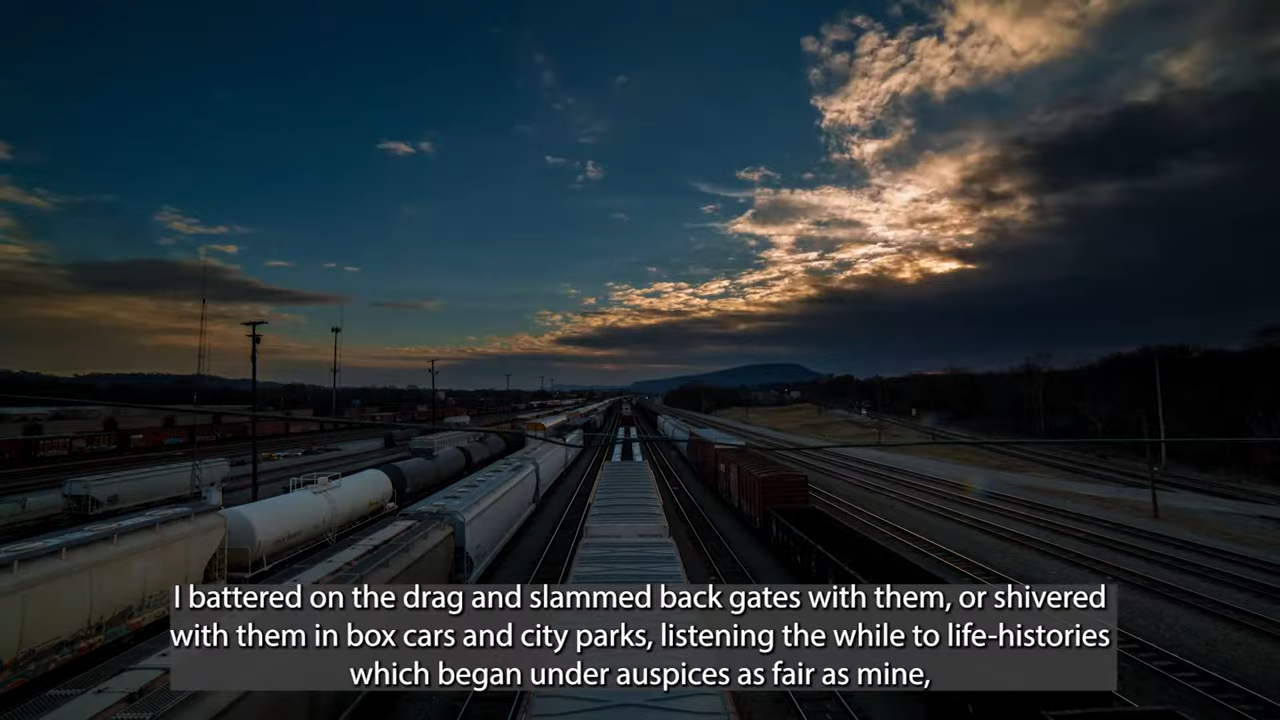 I battered on the drag and slammed back gates with them, or shivered
with them in box cars and city parks, listening the while to life-histories
which began under auspices as fair as mine,